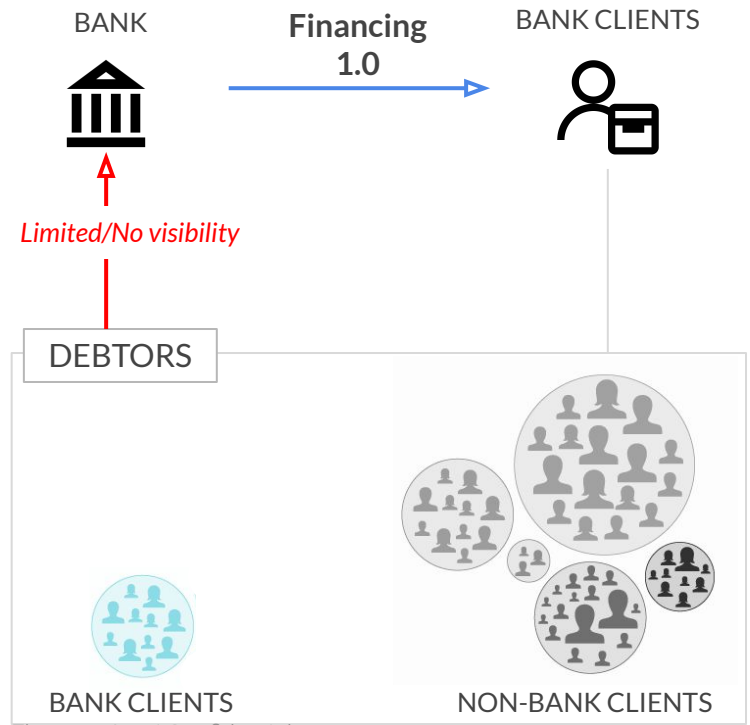 BANK
Financing
1.0
BANK CLIENTS
Limited/No visibility
DEBTORS
BANK CLIENTS
NON-BANK CLIENTS